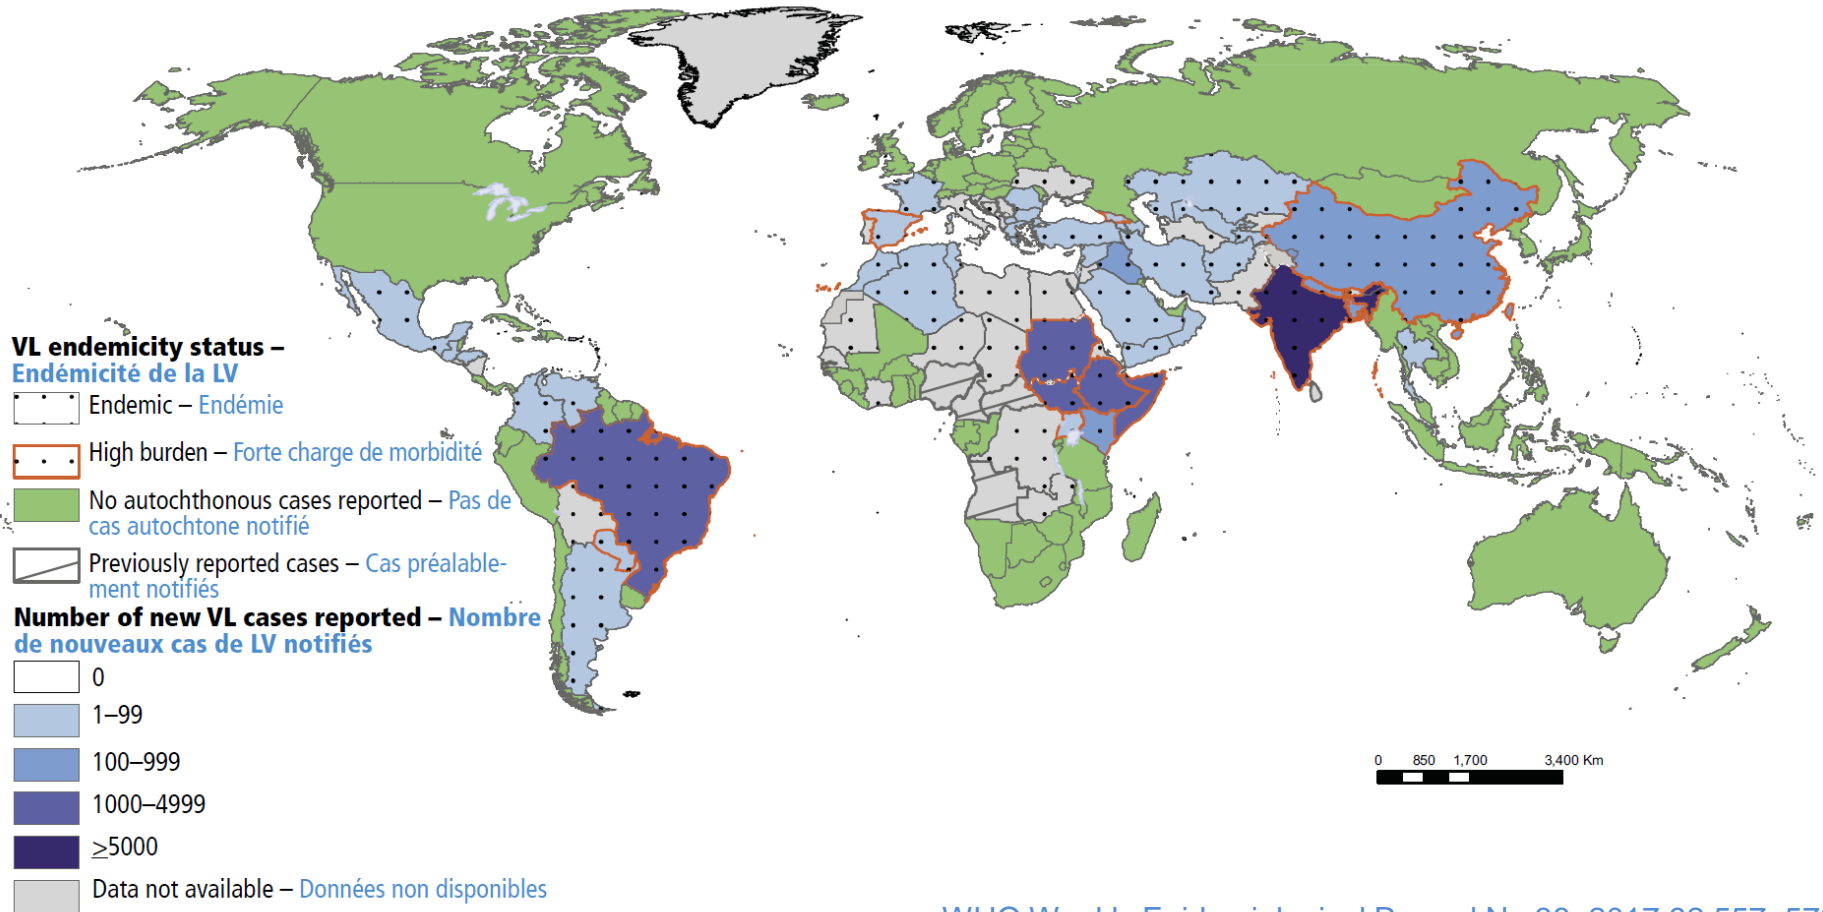 VL endemicity status –
Endémicité de la LV
Endemic – Endémie
High burden – Forte charge de morbidité
No autochthonous cases reported – Pas de
cas autochtone notifié
Previously reported cases – Cas préalable-
ment notifiés
Number of new VL cases reported – Nombre
de nouveaux cas de LV notifiés
0
1–99
100–999
1000–4999
≥5000
Data not available – Données non disponibles
0 850 1,700 3,400 Km